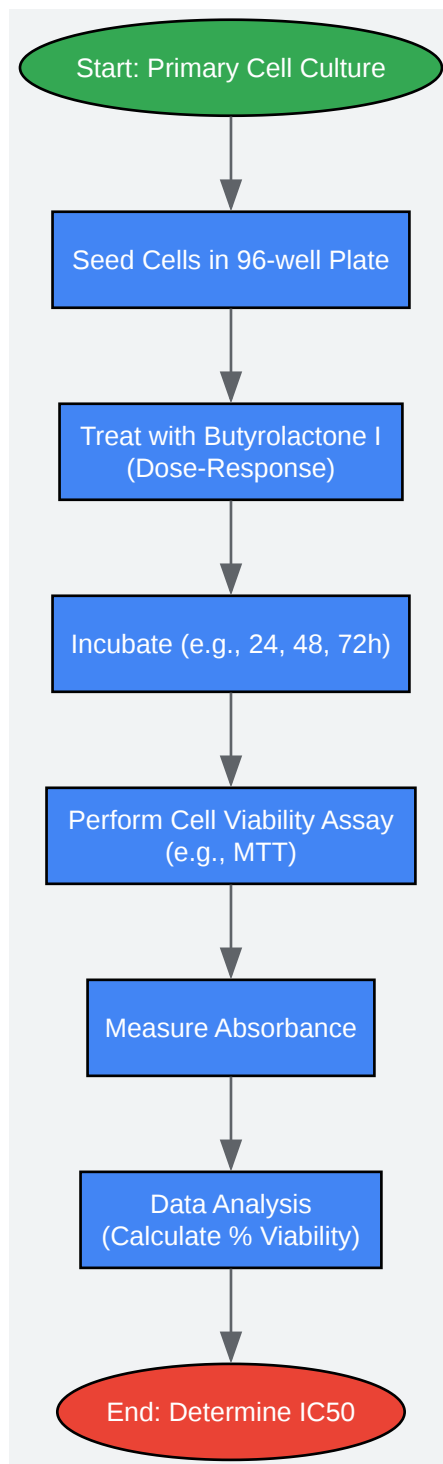 Start: Primary Cell Culture
Seed Cells in 96-well Plate
Treat with Butyrolactone I
(Dose-Response)
Incubate (e.g., 24, 48, 72h)
Perform Cell Viability Assay
(e.g., MTT)
Measure Absorbance
Data Analysis
(Calculate % Viability)
End: Determine IC50